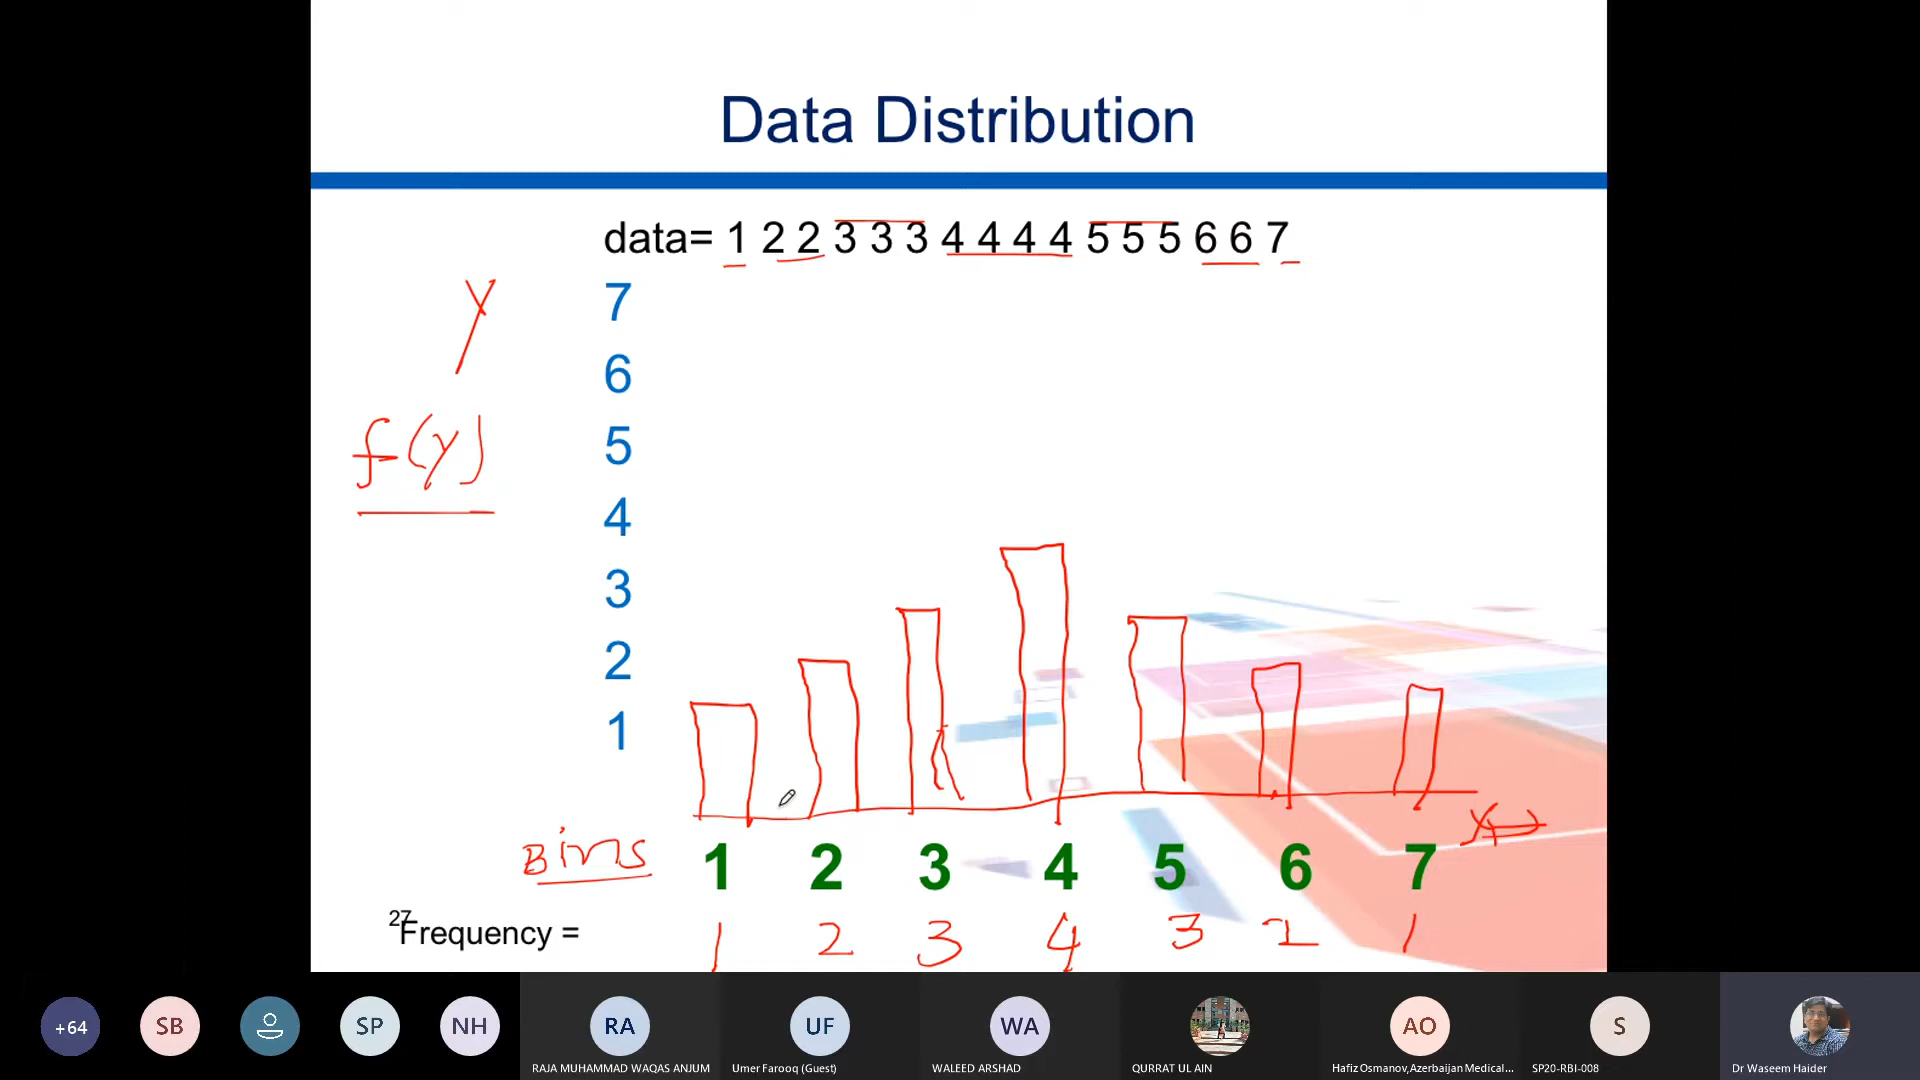 Data Distribution
data= 1 2 2 3 3 3 4 4 4 4 5 5 5 6 6 7
Y
7
6
f(y)
5
4
3
2
1
Bins
1 2 3 4 5 6 7
27
Frequency =
1 2 3 4 3 2 1
+64
SB
SP
NH
RA
UF
WA
AO
S
RAJA MUHAMMAD WAQAS ANJUM
Umer Farooq (Guest)
WALEED ARSHAD
QURRAT UL AIN
Hafiz Osmanov,Azerbaijan Medical...
SP20-RBI-008
Dr Waseem Haider